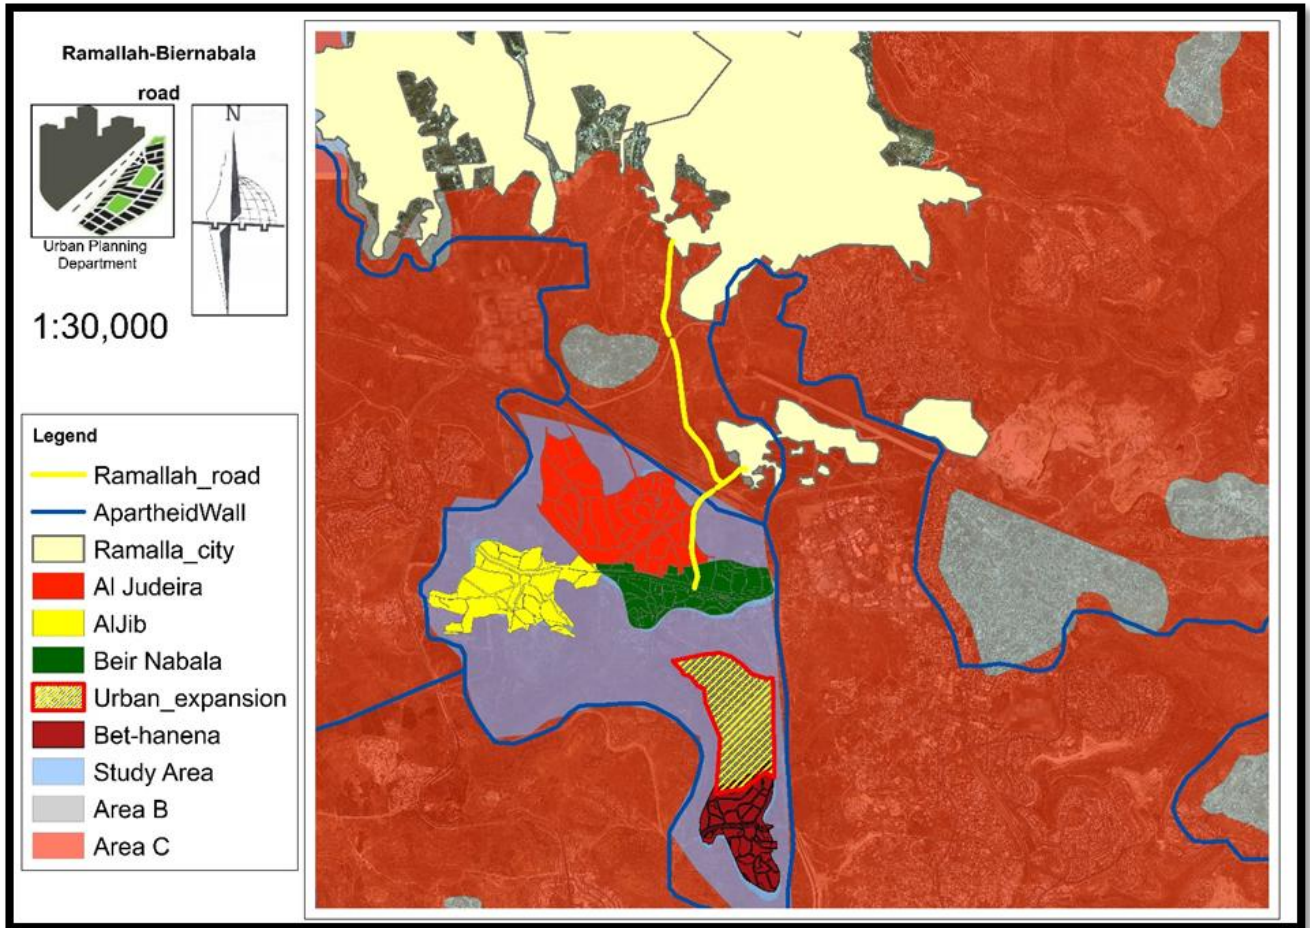 Ramallah-Biernabala
road
N
Urban Planning
Department
1:30,000
Legend
Ramallah_road
ApartheidWall
Ramalla_city
Al Judeira
AlJib
Beir Nabala
Urban_expansion
Bet-hanena
Study Area
Area B
Area C